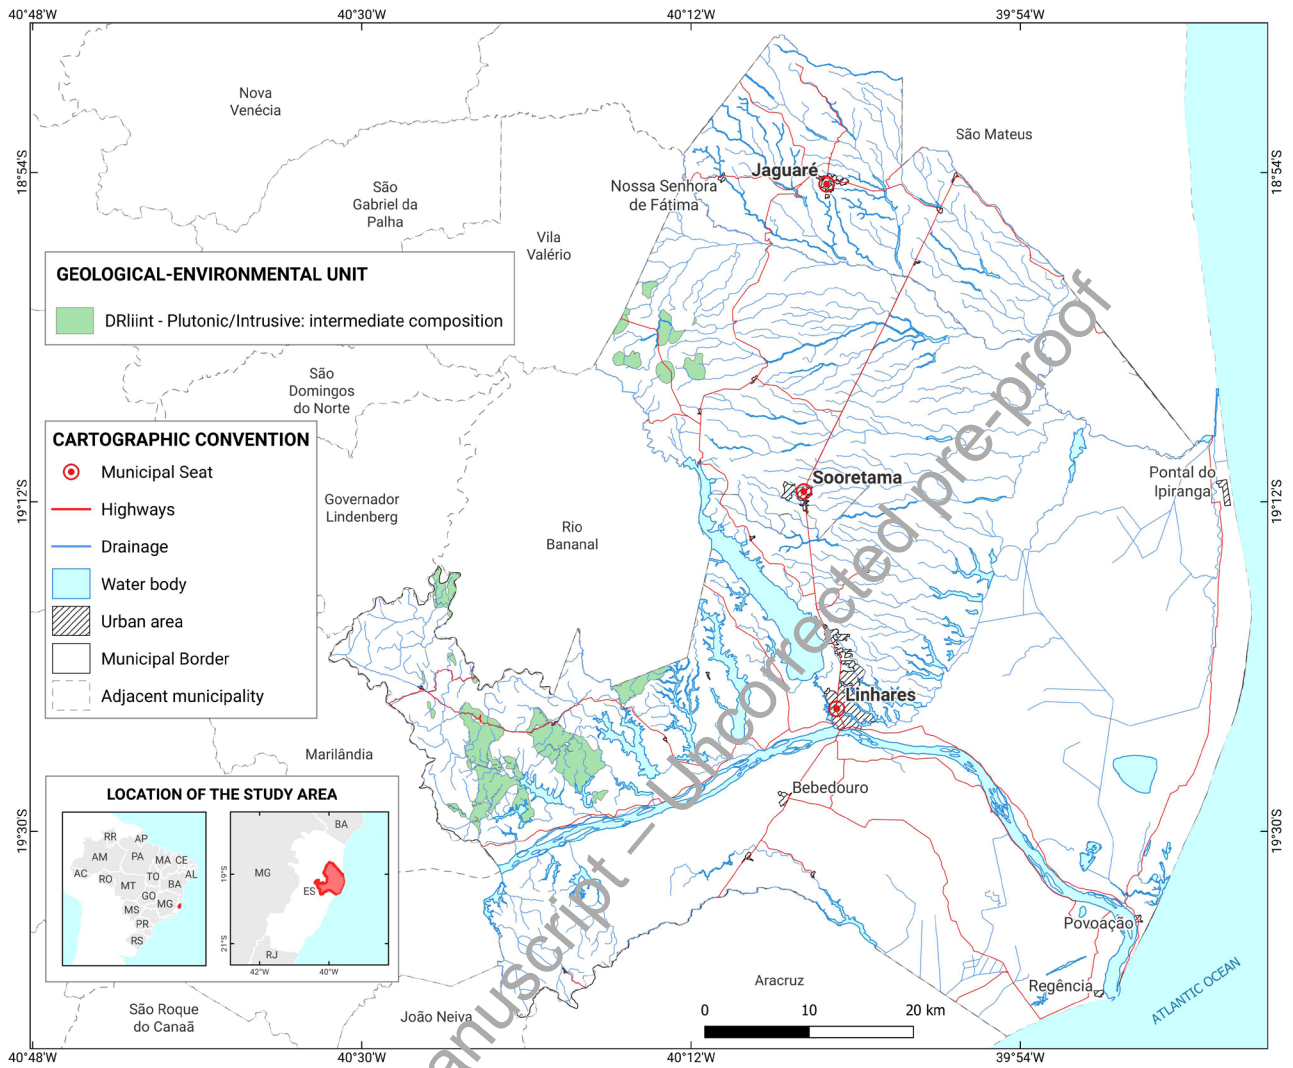 40°48'W
40°30'W
40°12'W
39°54'W
Nova
Venécia
São Mateus
18°54'S
18°54'S
Jaguaré
São
Gabriel da
Palha
Nossa Senhora
de Fátima
Vila
Valério
GEOLOGICAL-ENVIRONMENTAL UNIT
DRIiint - Plutonic/Intrusive: intermediate composition
São
Domingos
do Norte
CARTOGRAPHIC CONVENTION
Municipal Seat
Highways
Drainage
Water body
Urban area
Municipal Border
Adjacent municipality
Sooretama
Pontal do
Ipiranga
19°12'S
19°12'S
Governador
Lindenberg
Rio
Bananal
Linhares
Marilândia
Bebedouro
LOCATION OF THE STUDY AREA
RR
AP
AM
PA
MA
CE
AC
RO
MT
TO
BA
AL
GO
MS
MG
PR
RS
BA
MG
ES
RJ
19°S
21°S
42°W
40°W
19°30'S
19°30'S
Povoação
Regência
Aracruz
ATLANTIC OCEAN
São Roque
do Canaã
João Neiva
0
10
20 km
40°48'W
40°30'W
40°12'W
39°54'W
anuscript – Uncorrected pre-proof